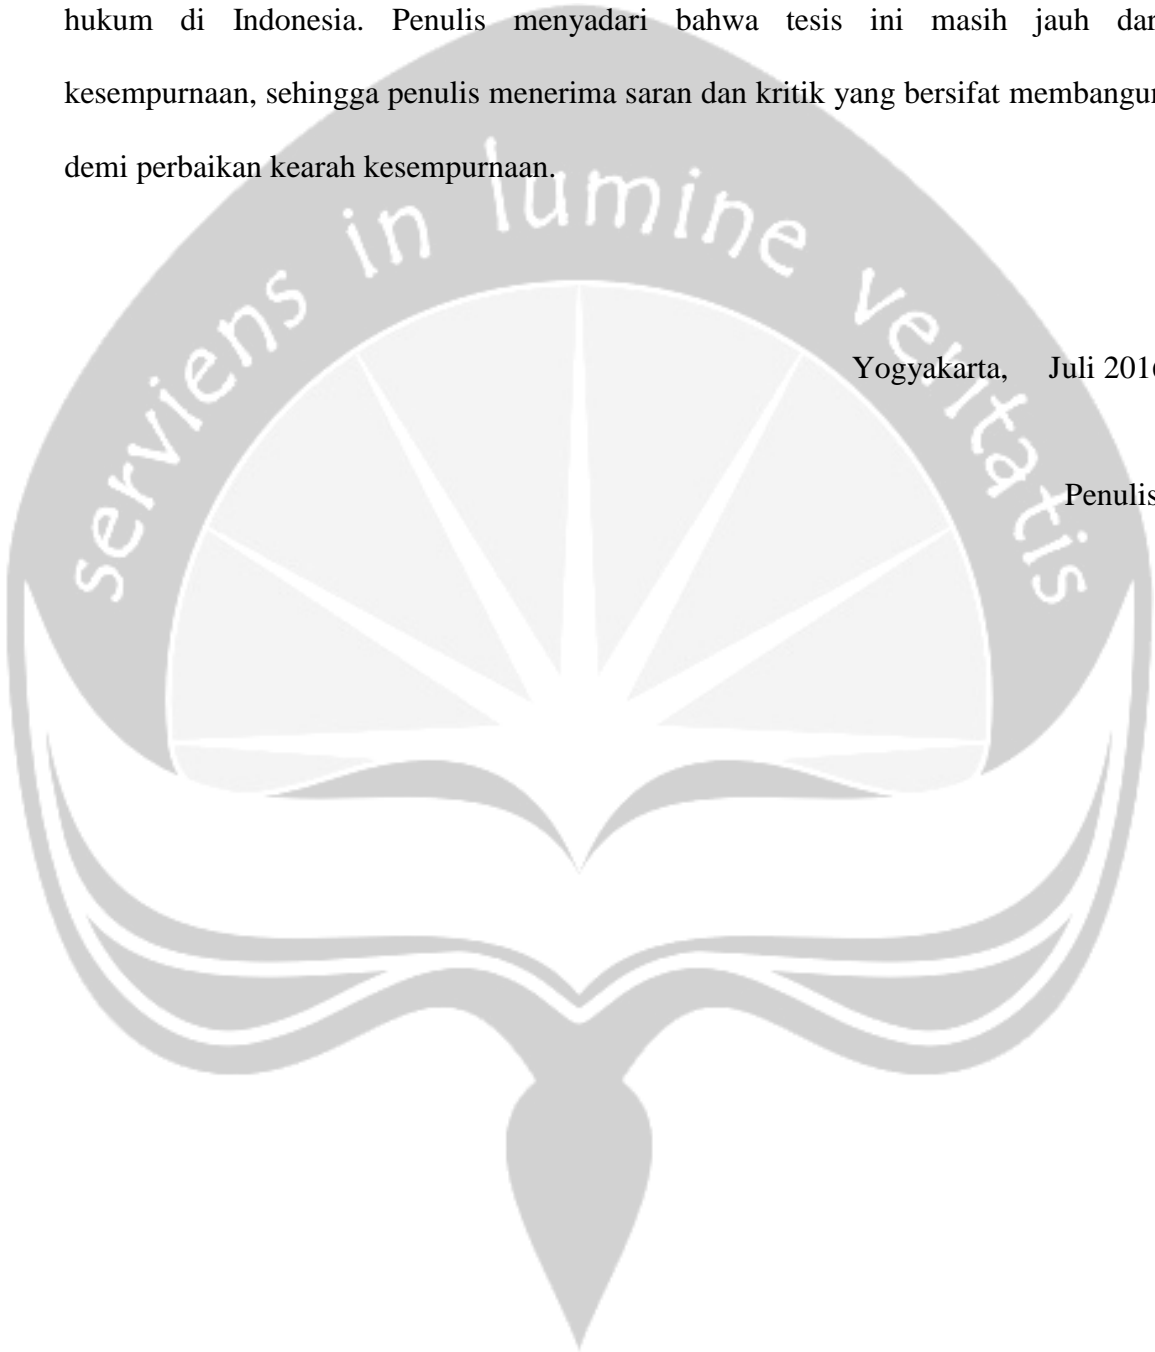 hukum di Indonesia. Penulis menyadari bahwa tesis ini masih jauh dar
kesempurnaan, sehingga penulis menerima saran dan kritik yang bersifat membangun
demi perbaikan kearah kesempurnaan.
serviens in lumine veritatis
Yogyakarta, Juli 2016
Penulis